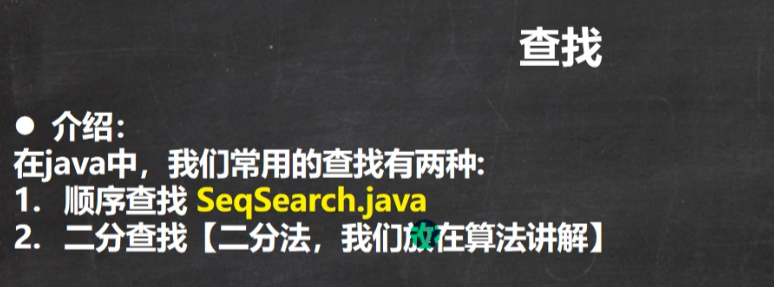 查找
● 介绍：
在java中，我们常用的查找有两种:
1. 顺序查找 SeqSearch.java
2. 二分查找【二分法，我们放在算法讲解】